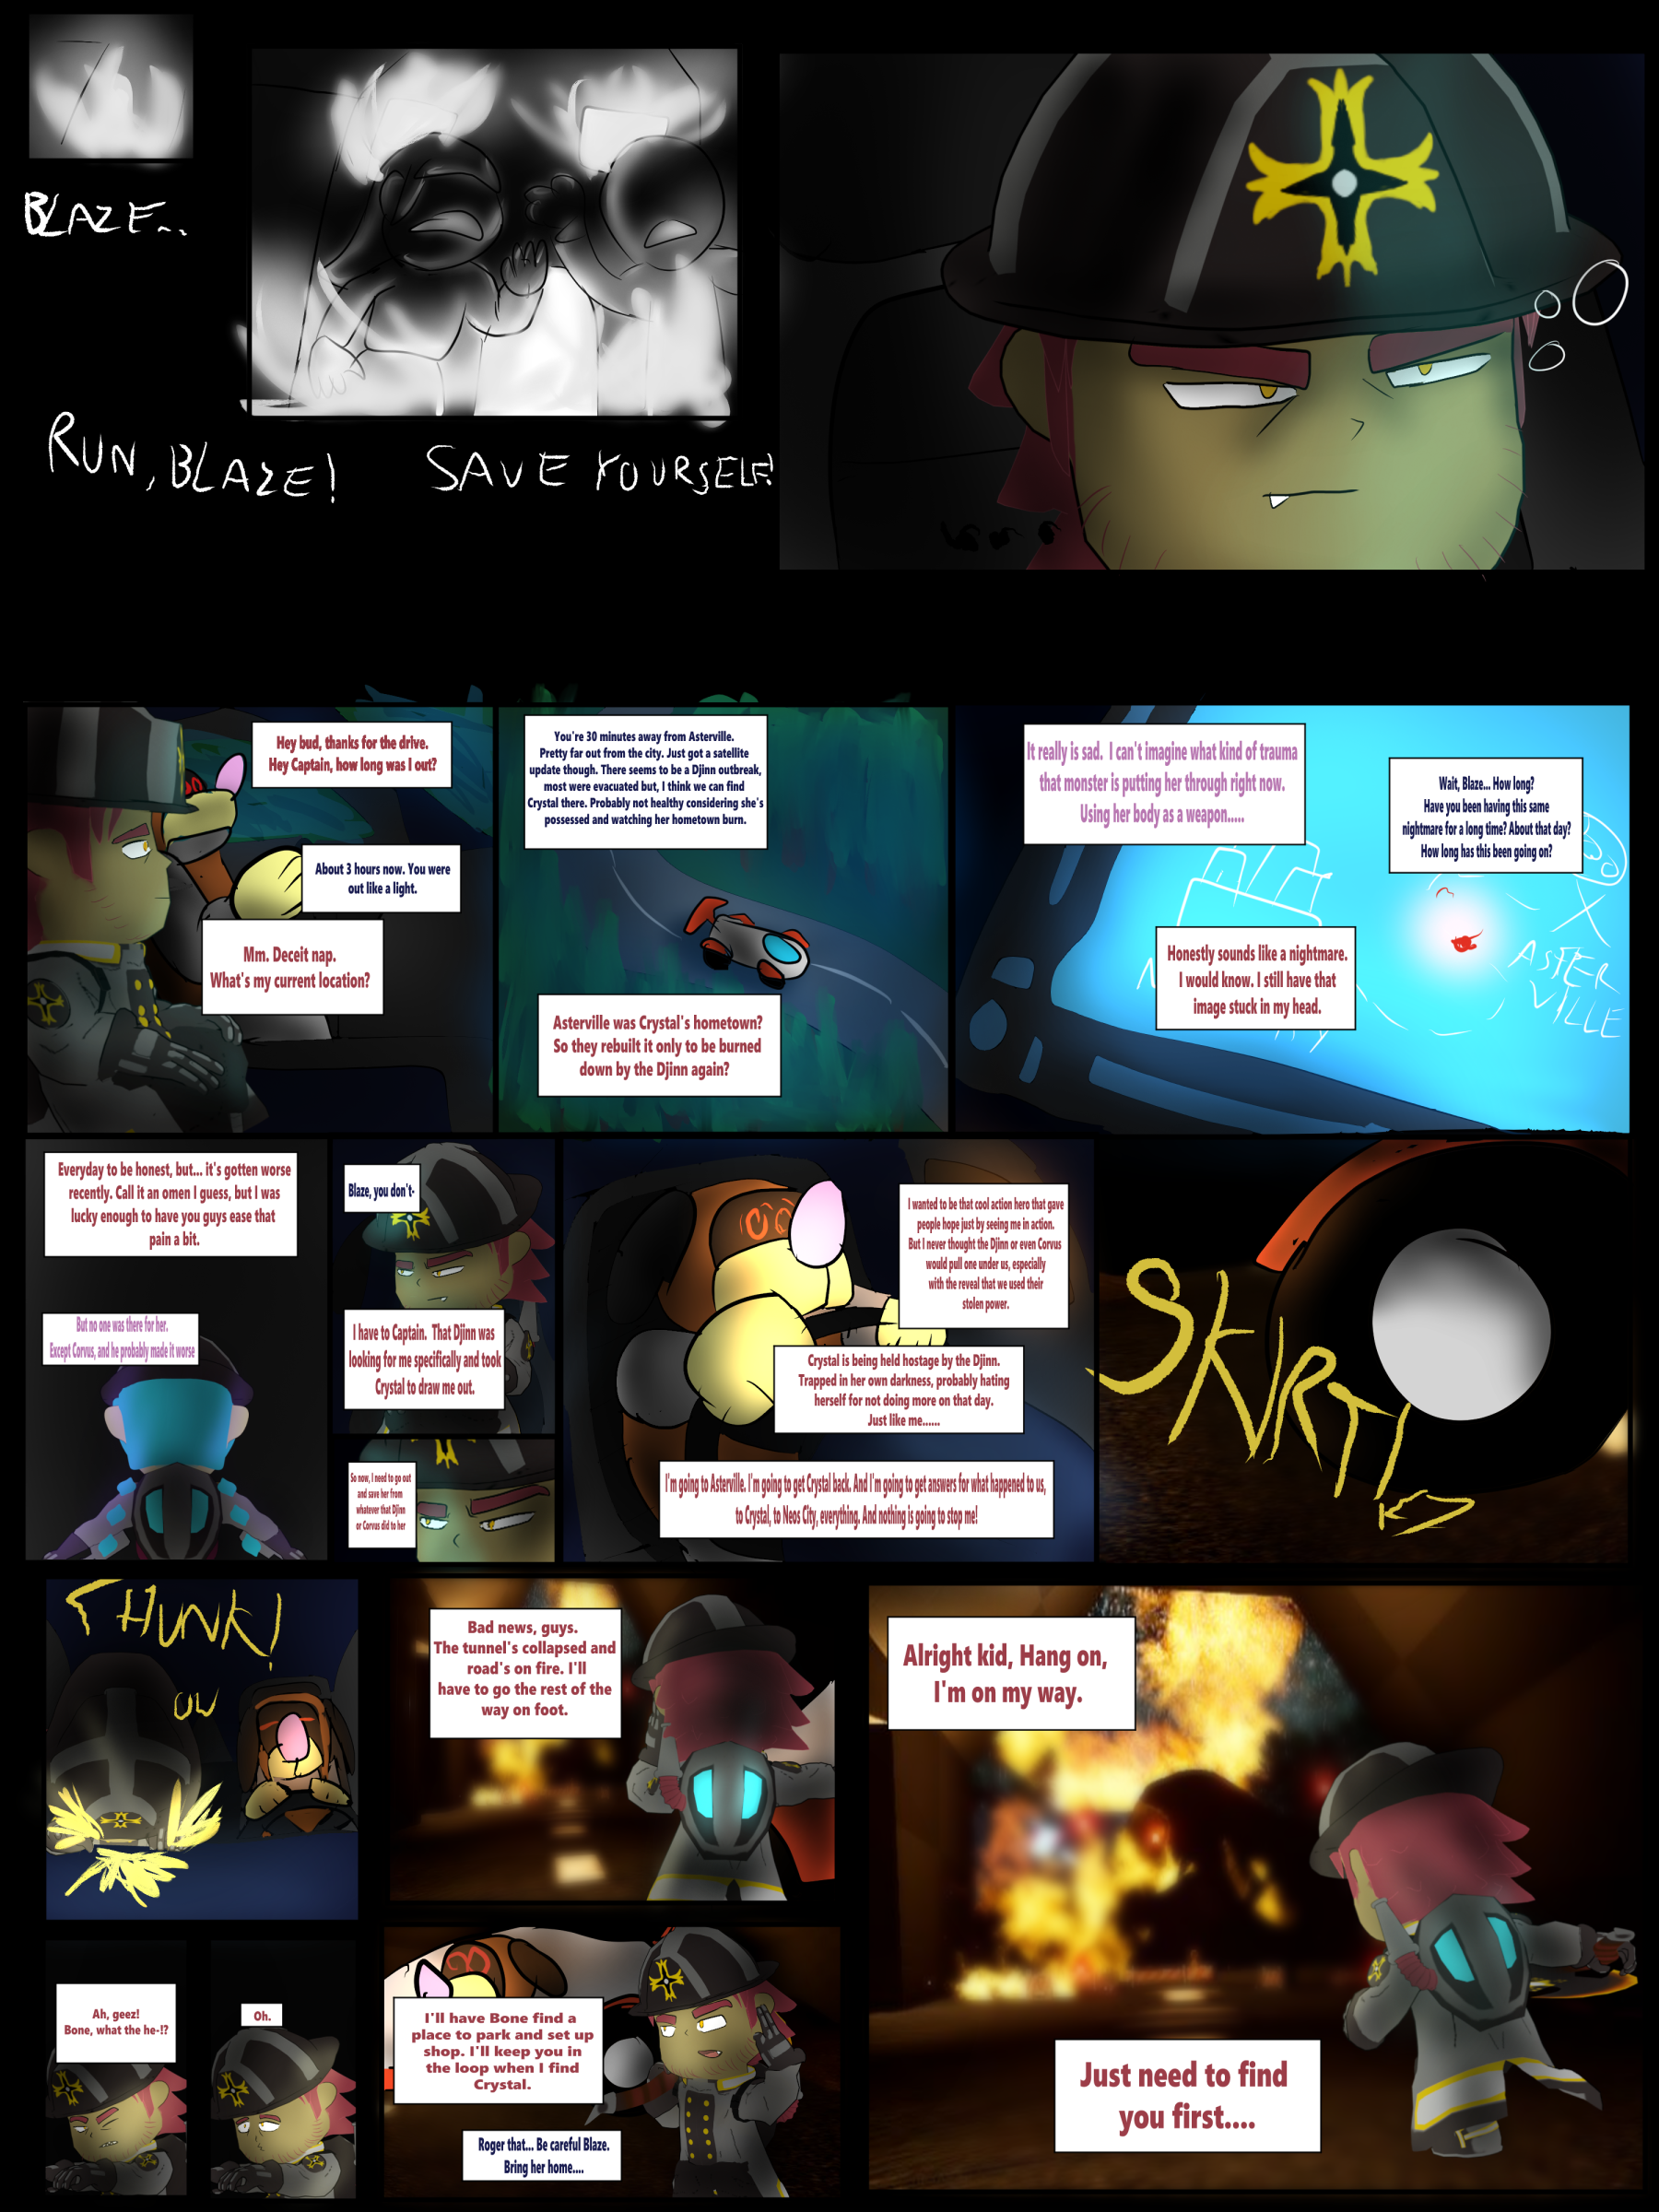 BLAZE...
RUN, BLAZE!
SAVE YOURSELF!
Hey bud, thanks for the drive.
Hey Captain, how long was I out?
About 3 hours now. You were
out like a light.
Mm. Deceit nap.
What's my current location?
You're 30 minutes away from Asterville.
Pretty far out from the city. Just got a satellite
update though. There seems to be a Djinn outbreak,
most were evacuated but, I think we can find
Crystal there. Probably not healthy considering she's
possessed and watching her hometown burn.
Asterville was Crystal's hometown?
So they rebuilt it only to be burned
down by the Djinn again?
It really is sad. I can't imagine what kind of trauma
that monster is putting her through right now.
Using her body as a weapon.....
Wait, Blaze... How long?
Have you been having this same
nightmare for a long time? About that day?
How long has this been going on?
Honestly sounds like a nightmare.
I would know. I still have that
image stuck in my head.
ASTER
VILLE
Everyday to be honest, but... it's gotten worse
recently. Call it an omen I guess, but I was
lucky enough to have you guys ease that
pain a bit.
But no one was there for her.
Except Corvus, and he probably made it worse
Blaze, you don't-
I have to Captain. That Djinn was
looking for me specifically and took
Crystal to draw me out.
So now, I need to go out
and save her from
whatever that Djinn
or Corvus did to her
I wanted to be that cool action hero that gave
people hope just by seeing me in action.
But I never thought the Djinn or even Corvus
would pull one under us, especially
with the reveal that we used their
stolen power.
Crystal is being held hostage by the Djinn.
Trapped in her own darkness, probably hating
herself for not doing more on that day.
Just like me......
I'm going to Asterville. I'm going to get Crystal back. And I'm going to get answers for what happened to us,
to Crystal, to Neos City, everything. And nothing is going to stop me!
SKIRT!
THUNK!
Bad news, guys.
The tunnel's collapsed and
road's on fire. I'll
have to go the rest of the
way on foot.
Alright kid, Hang on,
I'm on my way.
Ah, geez!
Bone, what the he-!?
Oh.
I'll have Bone find a
place to park and set up
shop. I'll keep you in
the loop when I find
Crystal.
Roger that... Be careful Blaze.
Bring her home....
Just need to find
you first....